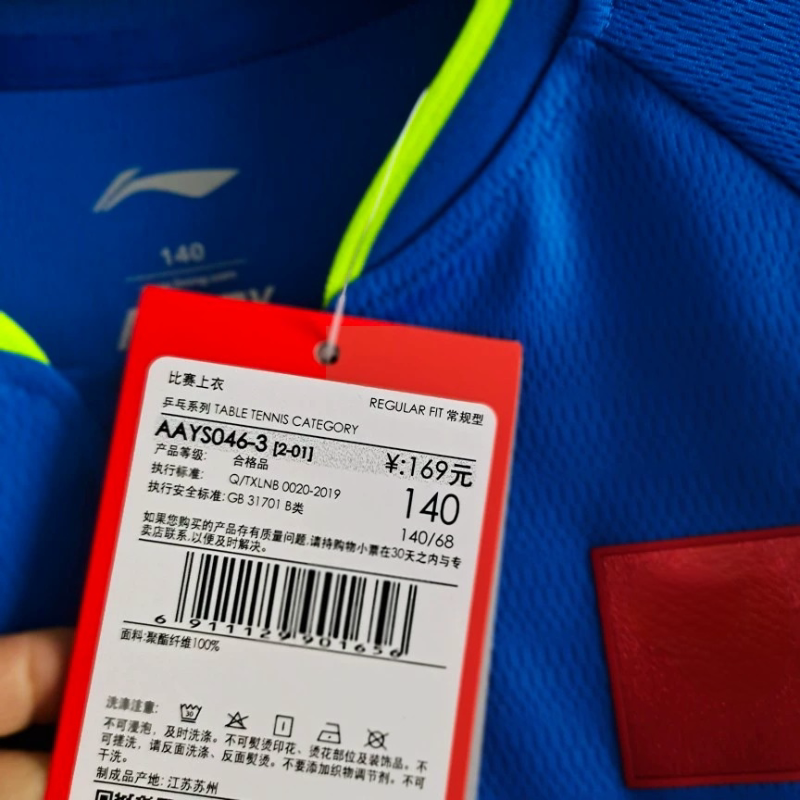 140
比赛上衣
REGULAR FIT 常规型
乒乓系列 TABLE TENNIS CATEGORY
AAYS046-3 [2-01]
¥:169元
产品等级: 合格品
执行标准: Q/TXLNB 0020-2019
140
执行安全标准: GB 31701 B类
140/68
如果您购买的产品存有质量问题,请持购物小票在30天之内与专
卖店联系,以便及时解决。
6 911129 901656
面料:聚酯纤维100%
洗涤注意:
30
不可浸泡，及时洗涤。不可熨烫印花、烫花部位及装饰品。不
可搓洗，请反面洗涤、反面熨烫。不要添加织物调节剂。不可
干洗。
制成品产地: 江苏苏州